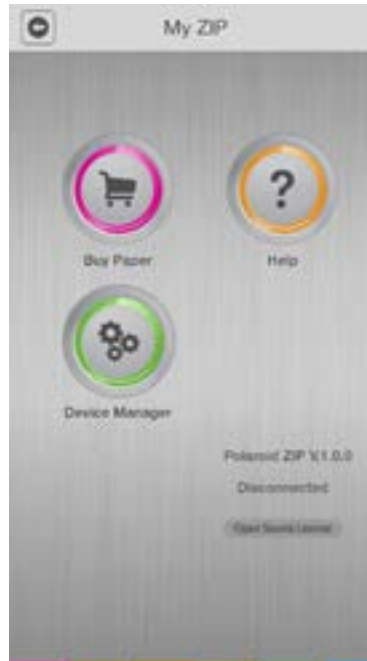 My ZIP
Buy Paper
Help
Device Manager
Polaroid ZIP V.1.0.0
Disconnected
Open Source License